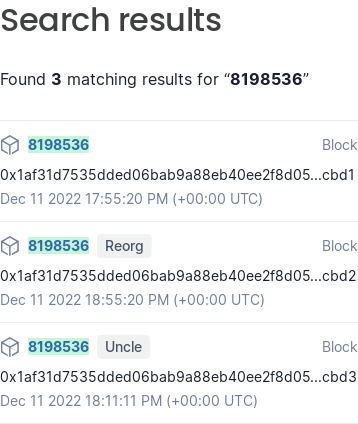 Search results
Found 3 matching results for “8198536”
8198536 Block
0x1af31d7535dded06bab9a88eb40ee2f8d05...cbd1
Dec 11 2022 17:55:20 PM (+00:00 UTC)
8198536 Reorg Block
0x1af31d7535dded06bab9a88eb40ee2f8d05...cbd2
Dec 11 2022 18:55:20 PM (+00:00 UTC)
8198536 Uncle Block
0x1af31d7535dded06bab9a88eb40ee2f8d05...cbd3
Dec 11 2022 18:11:11 PM (+00:00 UTC)